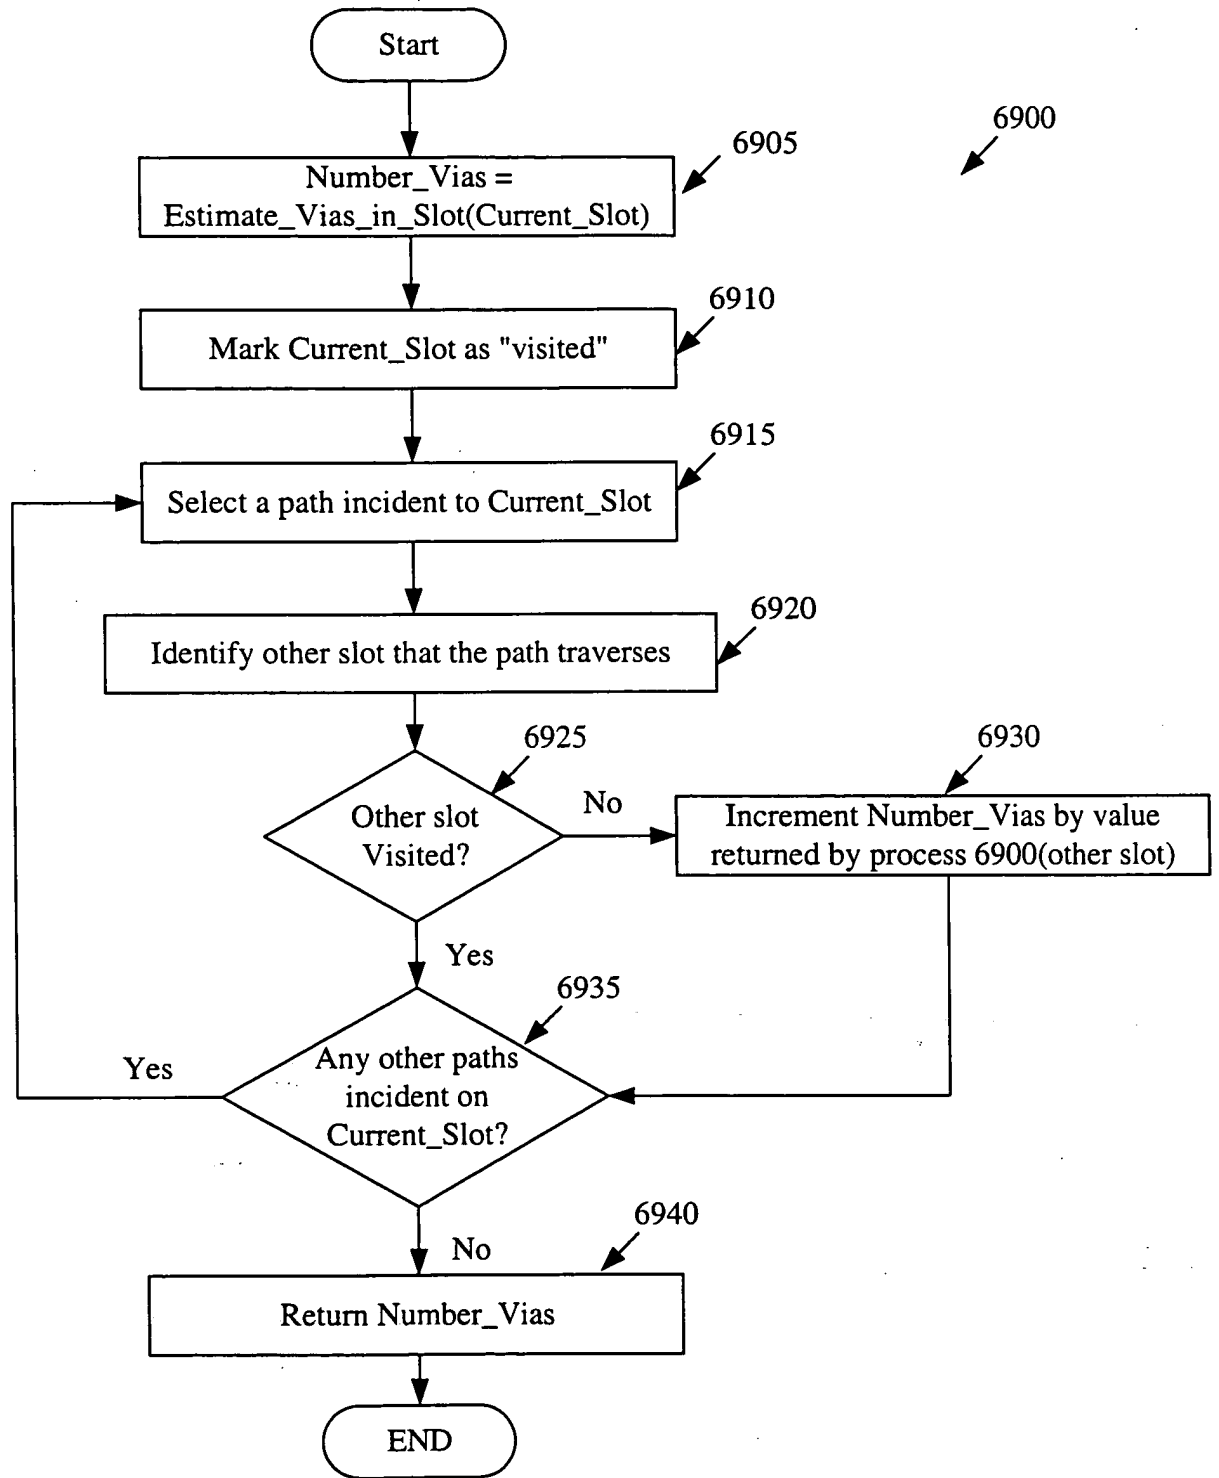 Start
6900
6905
Number_Vias =
Estimate_Vias_in_Slot(Current_Slot)
6910
Mark Current_Slot as "visited"
6915
Select a path incident to Current_Slot
6920
Identify other slot that the path traverses
6925
Other slot
Visited?
No
6930
Increment Number_Vias by value
returned by process 6900(other slot)
Yes
6935
Any other paths
incident on
Current_Slot?
Yes
No
6940
Return Number_Vias
END